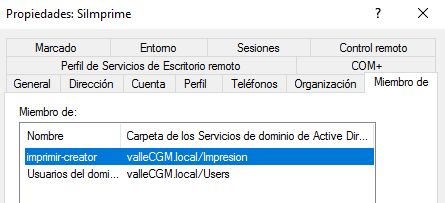 Propiedades: SiImprime
Marcado Entorno Sesiones Control remoto
Perfil de Servicios de Escritorio remoto COM+
General Dirección Cuenta Perfil Teléfonos Organización Miembro de
Miembro de:
Nombre Carpeta de los Servicios de dominio de Active Dir...
imprimir-creator valleCGM.local/Impresion
Usuarios del domi... valleCGM.local/Users